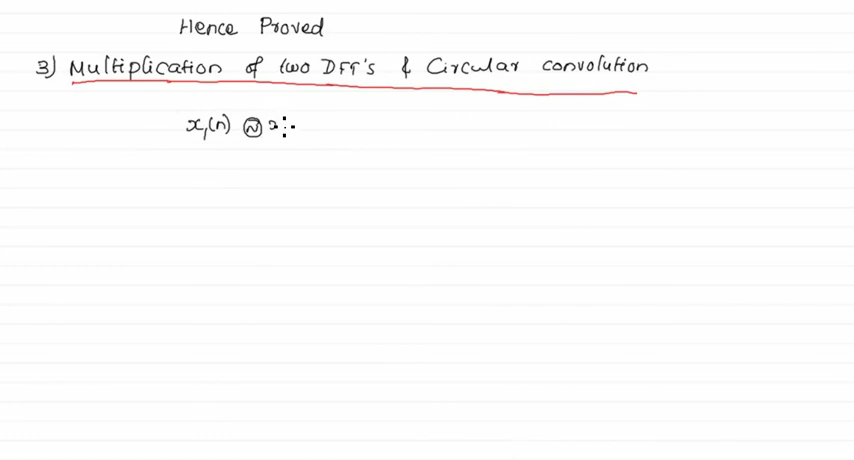 Hence Proved
3) Multiplication of two DFT's & Circular convolution
x₁(n) Ⓝ